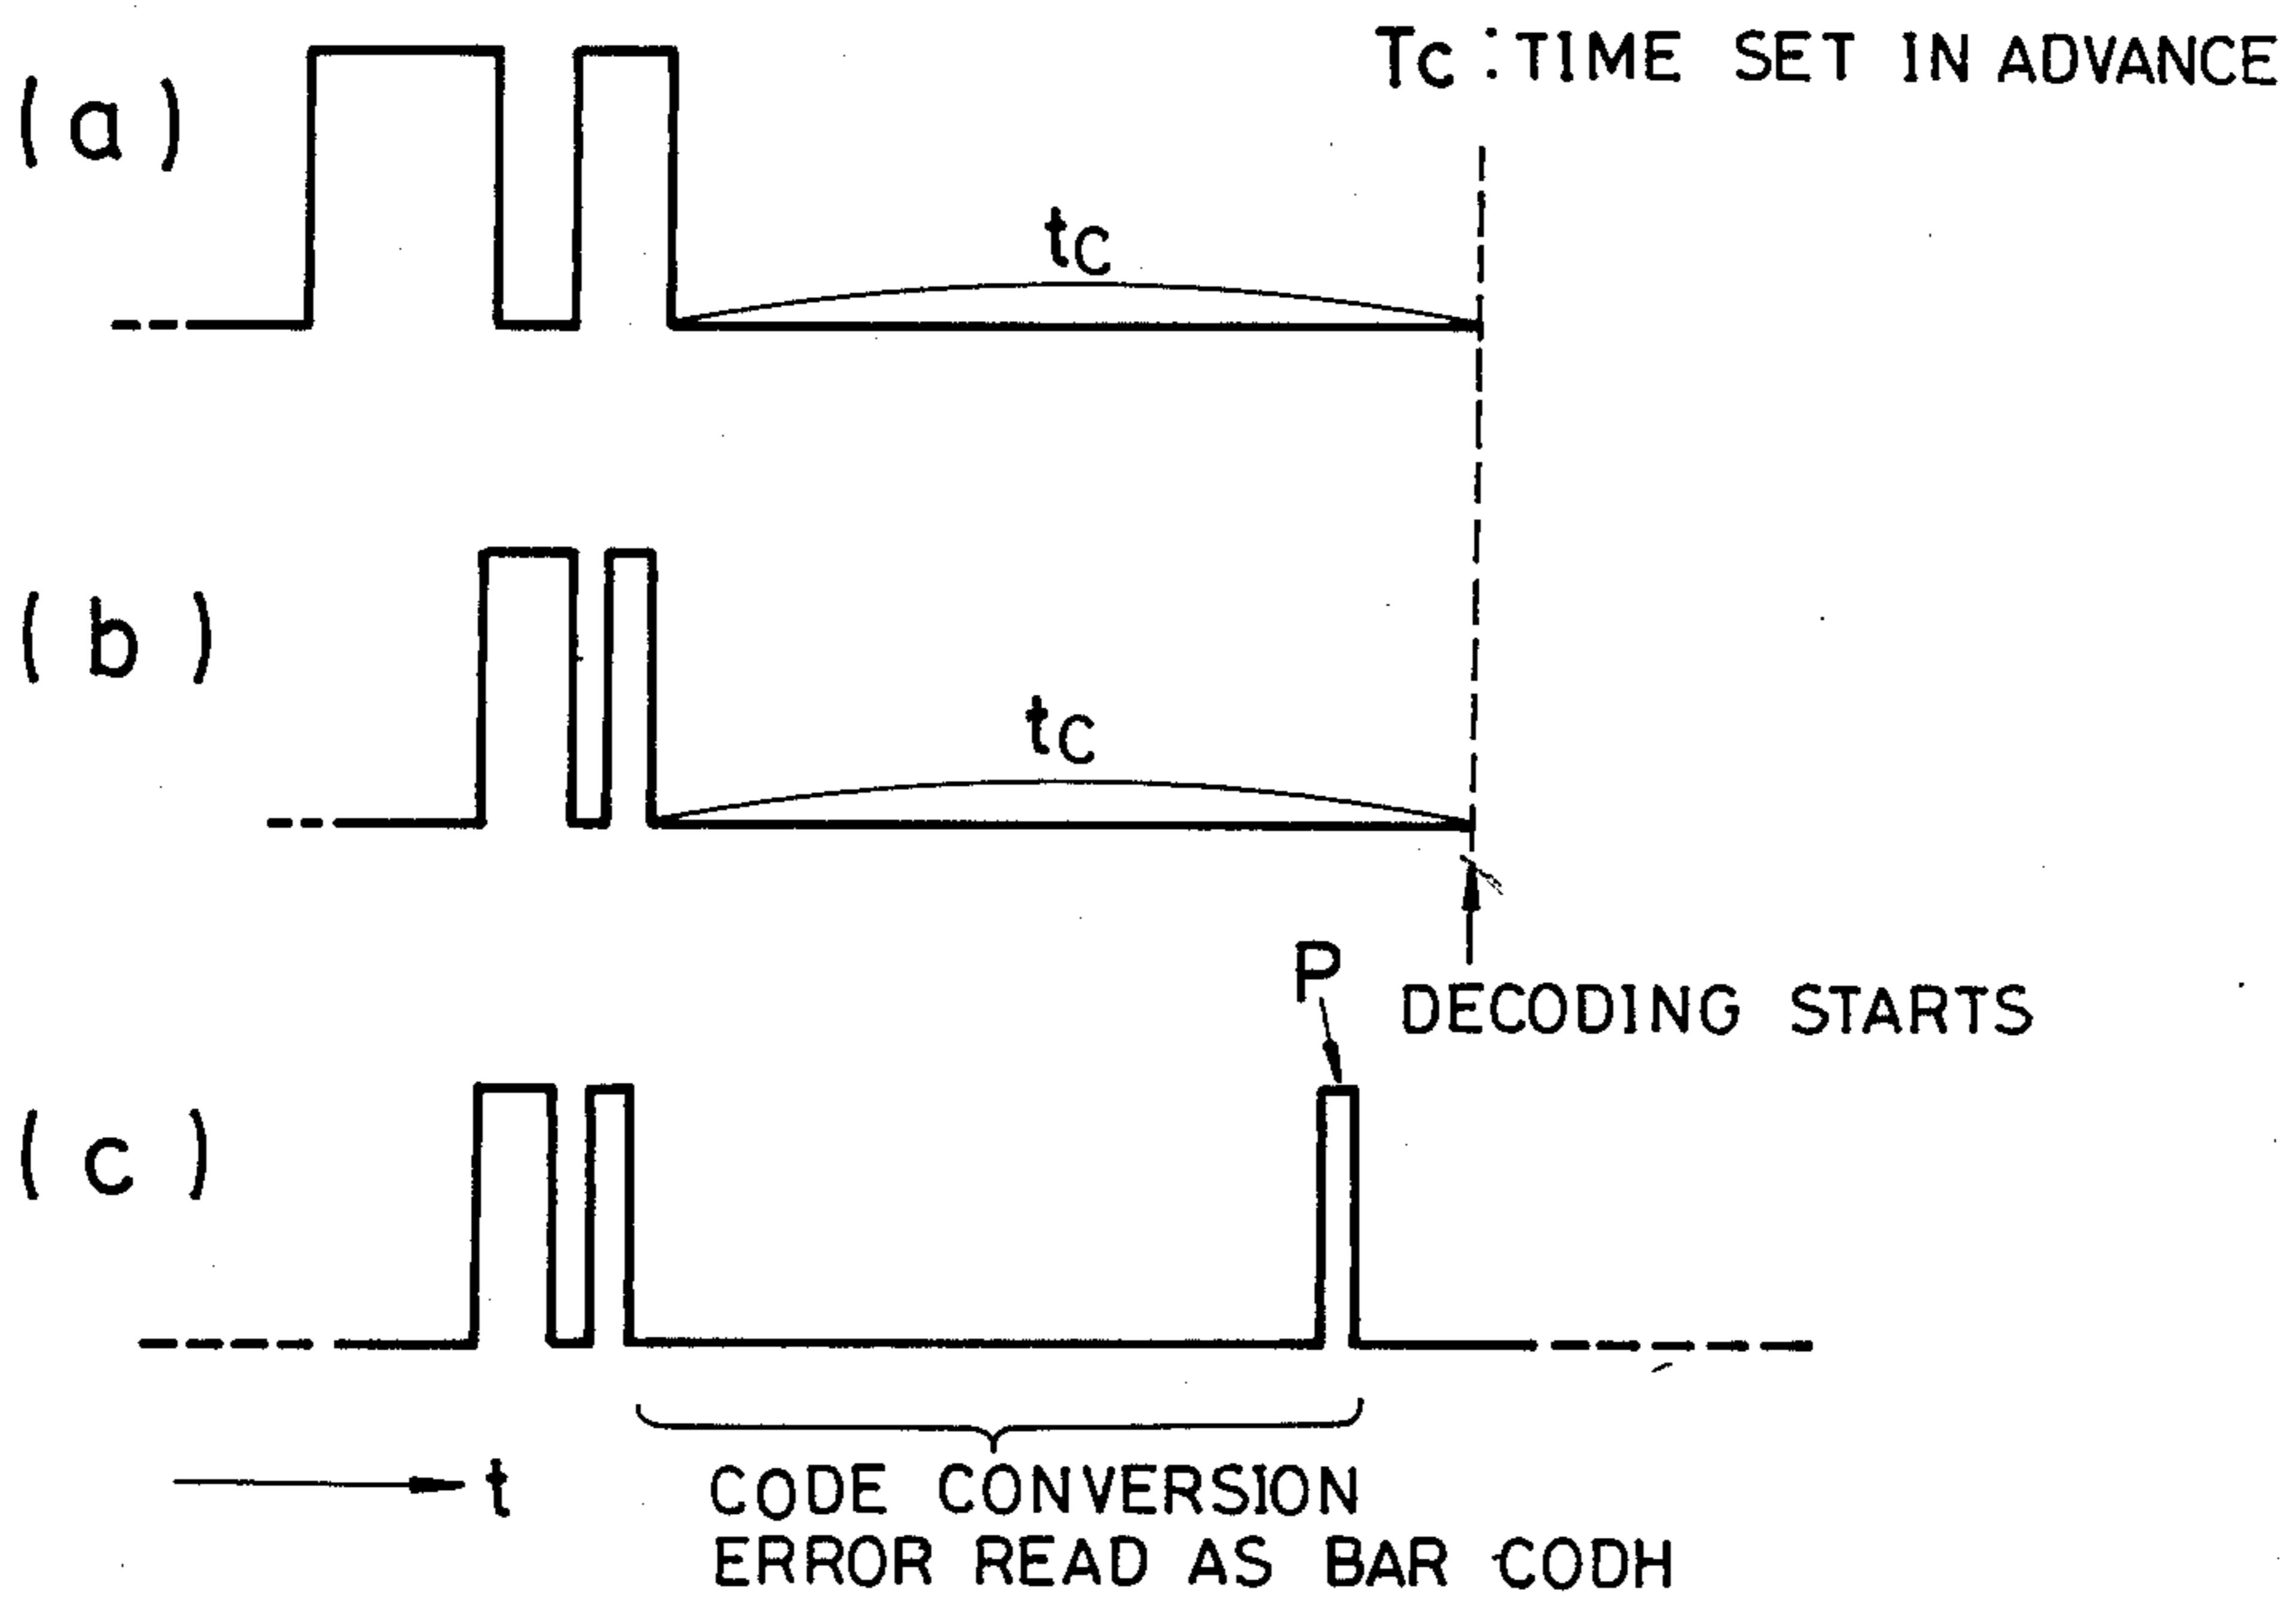 Tc : TIME SET IN ADVANCE
(a)
tc
(b)
tc
P
DECODING STARTS
(c)
t
CODE CONVERSION
ERROR READ AS BAR CODH